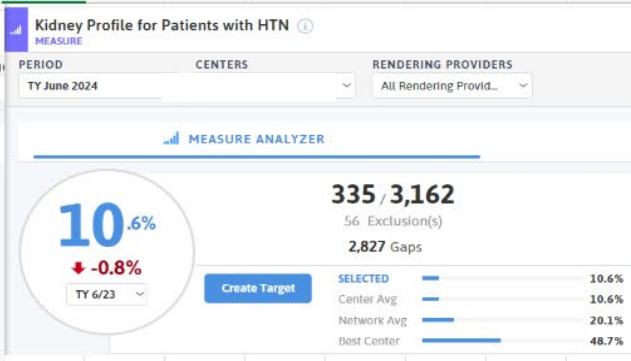 Kidney Profile for Patients with HTN
MEASURE
PERIOD CENTERS RENDERING PROVIDERS
TY June 2024 All Rendering Provid...
MEASURE ANALYZER
10.6%
-0.8%
TY 6/23
335 / 3,162
56 Exclusion(s)
2,827 Gaps
Create Target
SELECTED 10.6%
Center Avg 10.6%
Network Avg 20.1%
Best Center 48.7%